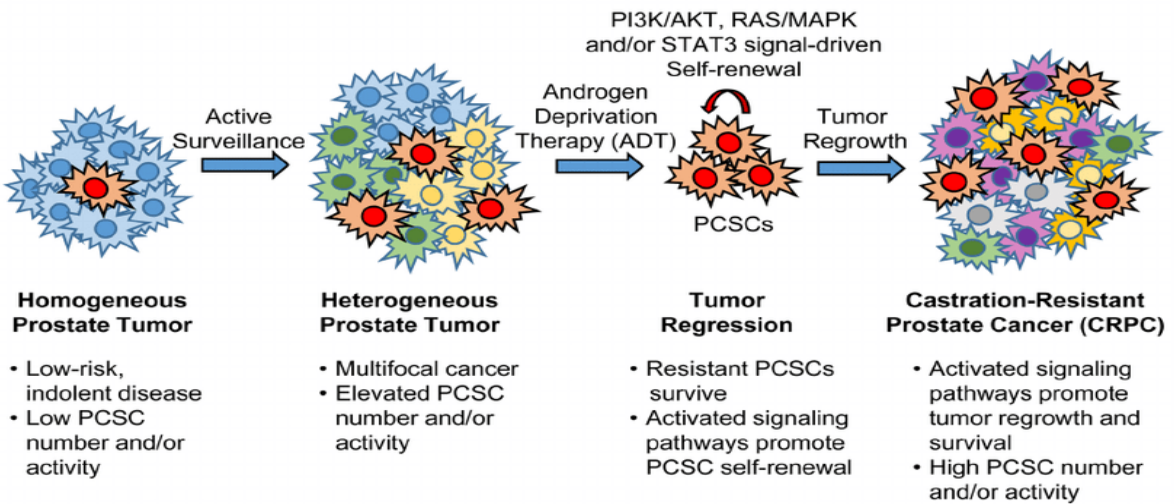 PI3K/AKT, RAS/MAPK
and/or STAT3 signal-driven
Self-renewal
Active
Surveillance
Androgen
Deprivation
Therapy (ADT)
Tumor
Regrowth
PCSCs
Homogeneous
Prostate Tumor
• Low-risk,
indolent disease
• Low PCSC
number and/or
activity
Heterogeneous
Prostate Tumor
• Multifocal cancer
• Elevated PCSC
number and/or
activity
Tumor
Regression
• Resistant PCSCs
survive
• Activated signaling
pathways promote
PCSC self-renewal
Castration-Resistant
Prostate Cancer (CRPC)
• Activated signaling
pathways promote
tumor regrowth and
survival
• High PCSC number
and/or activity